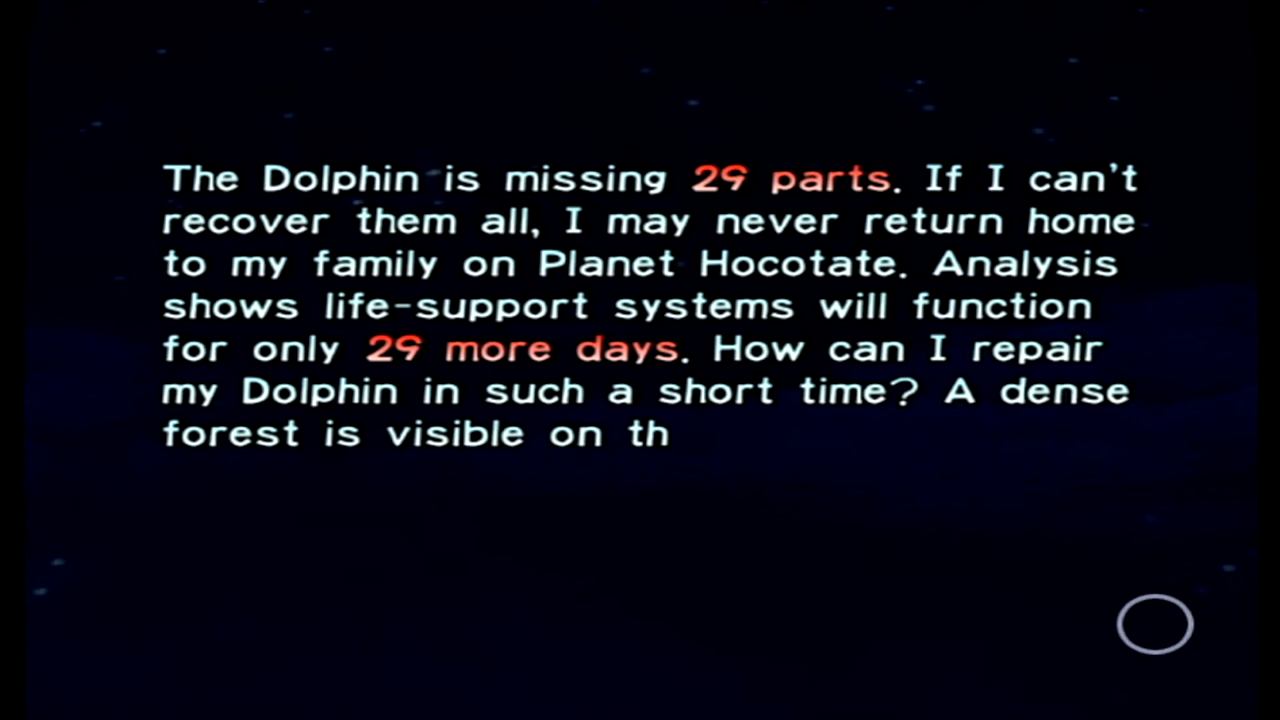 The Dolphin is missing 29 parts. If I can't
recover them all, I may never return home
to my family on Planet Hocotate. Analysis
shows life-support systems will function
for only 29 more days. How can I repair
my Dolphin in such a short time? A dense
forest is visible on th